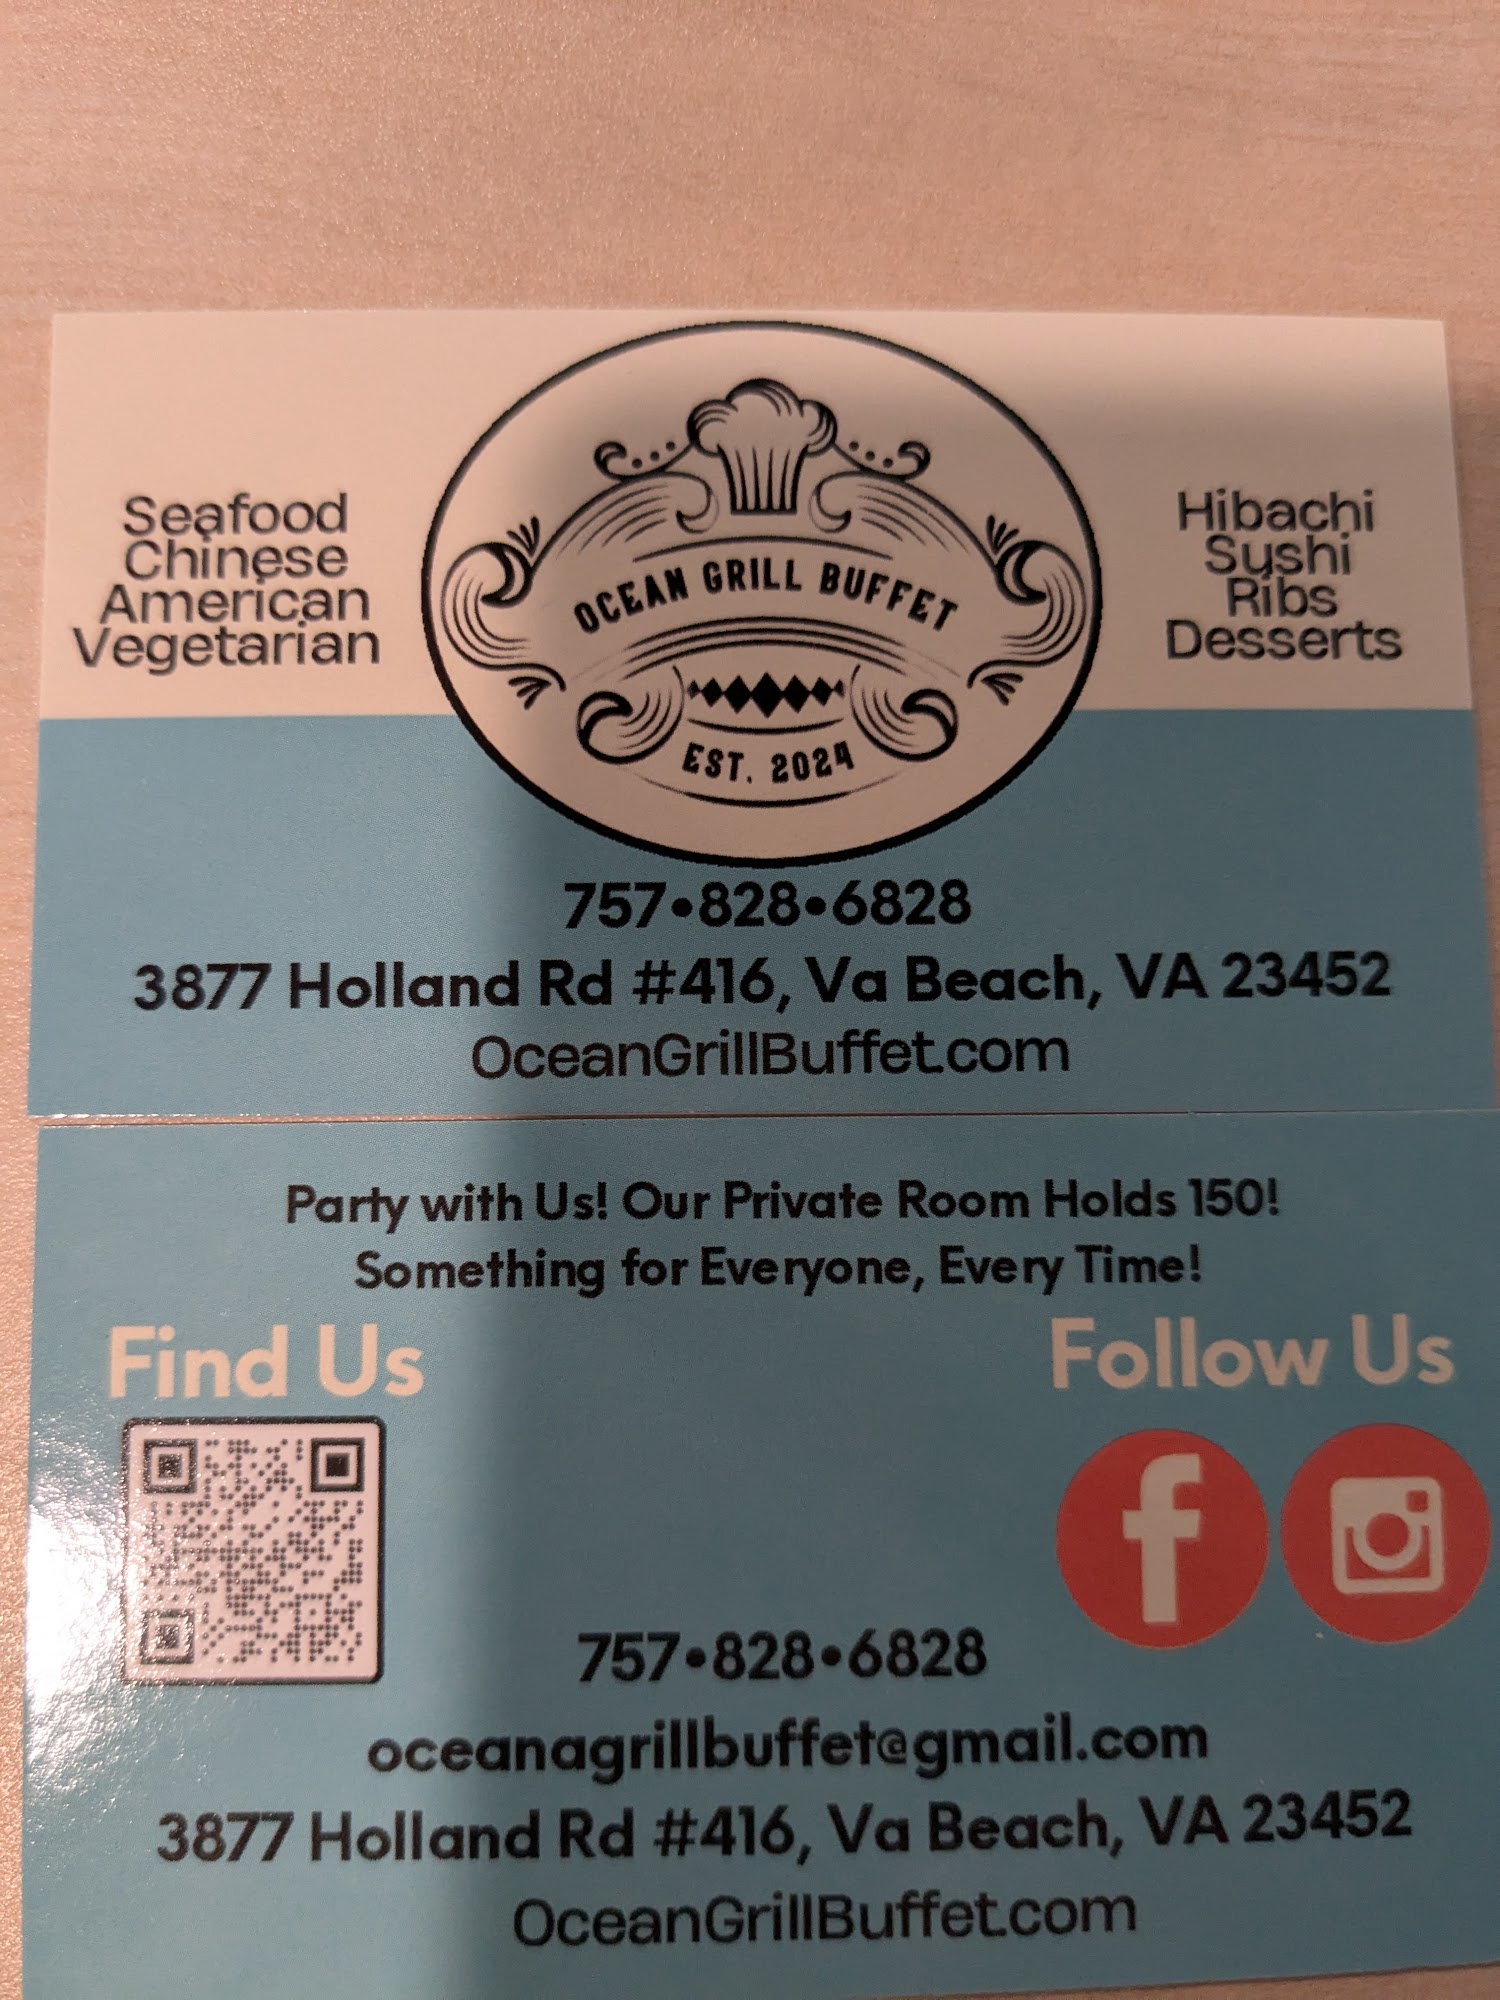 Seafood
Chinese
American
Vegetarian
OCEAN GRILL BUFFET
EST. 2024
Hibachi
Sushi
Ribs
Desserts
757•828•6828
3877 Holland Rd #416, Va Beach, VA 23452
OceanGrillBuffet.com
Party with Us! Our Private Room Holds 150!
Something for Everyone, Every Time!
Find Us
Follow Us
f
757•828•6828
oceanagrillbuffet@gmail.com
3877 Holland Rd #416, Va Beach, VA 23452
OceanGrillBuffet.com